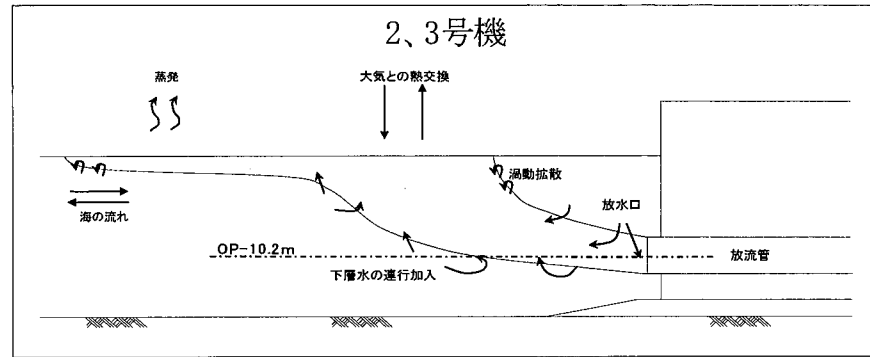 2、3号機
蒸発
大気との熱交換
渦動拡散
放水口
海の流れ
OP-10.2m
放流管
下層水の連行加入